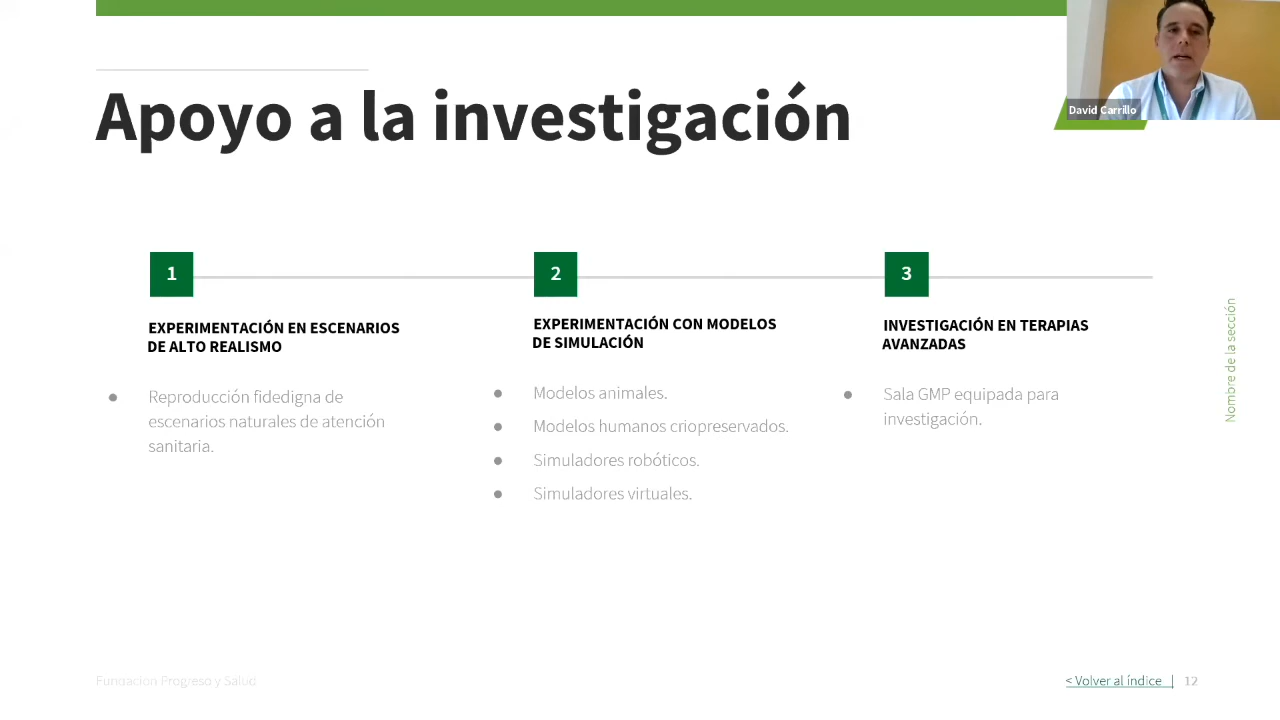 David Carrillo
Apoyo a la investigación
1
EXPERIMENTACIÓN EN ESCENARIOS
DE ALTO REALISMO
● Reproducción fidedigna de
escenarios naturales de atención
sanitaria.
2
EXPERIMENTACIÓN CON MODELOS
DE SIMULACIÓN
● Modelos animales.
● Modelos humanos criopreservados.
● Simuladores robóticos.
● Simuladores virtuales.
3
INVESTIGACIÓN EN TERAPIAS
AVANZADAS
● Sala GMP equipada para
investigación.
Nombre de la sección
Fundación Progreso y Salud
< Volver al índice | 12